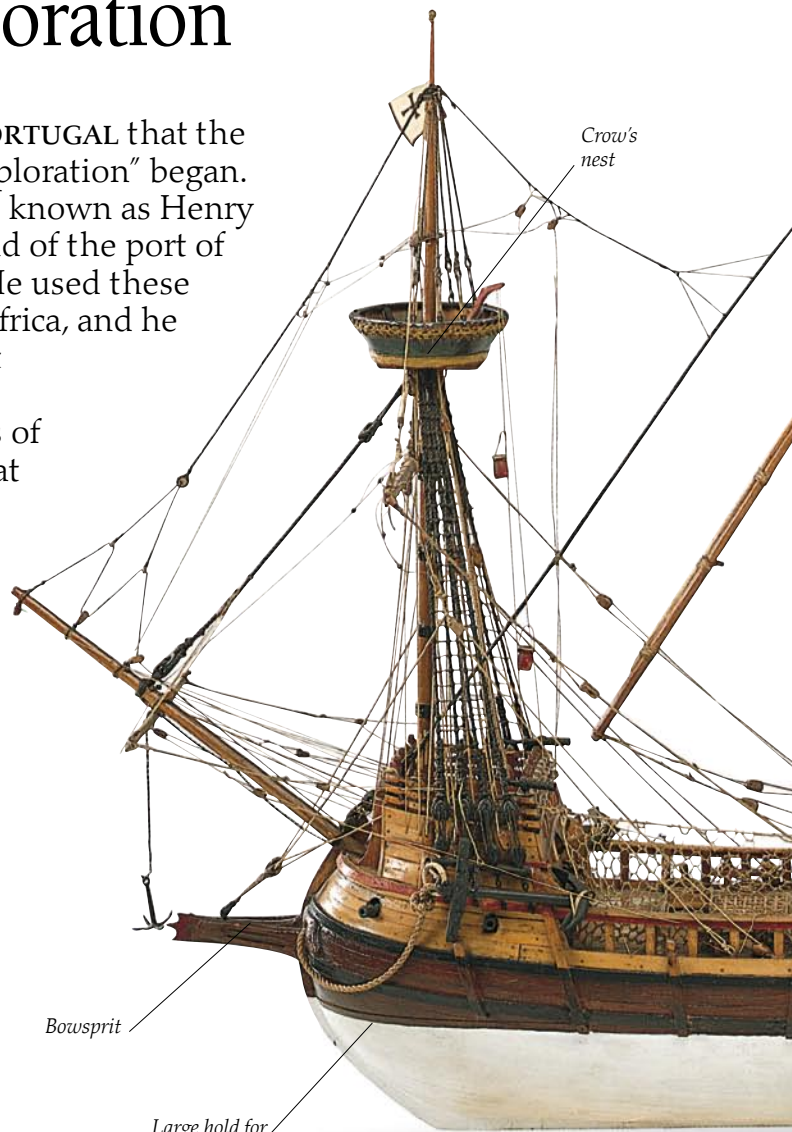 oration
ORTUGAL that the
ploration” began.
known as Henry
d of the port of
He used these
frica, and he
of
at
Crow's
nest
Bowsprit
Large hold for